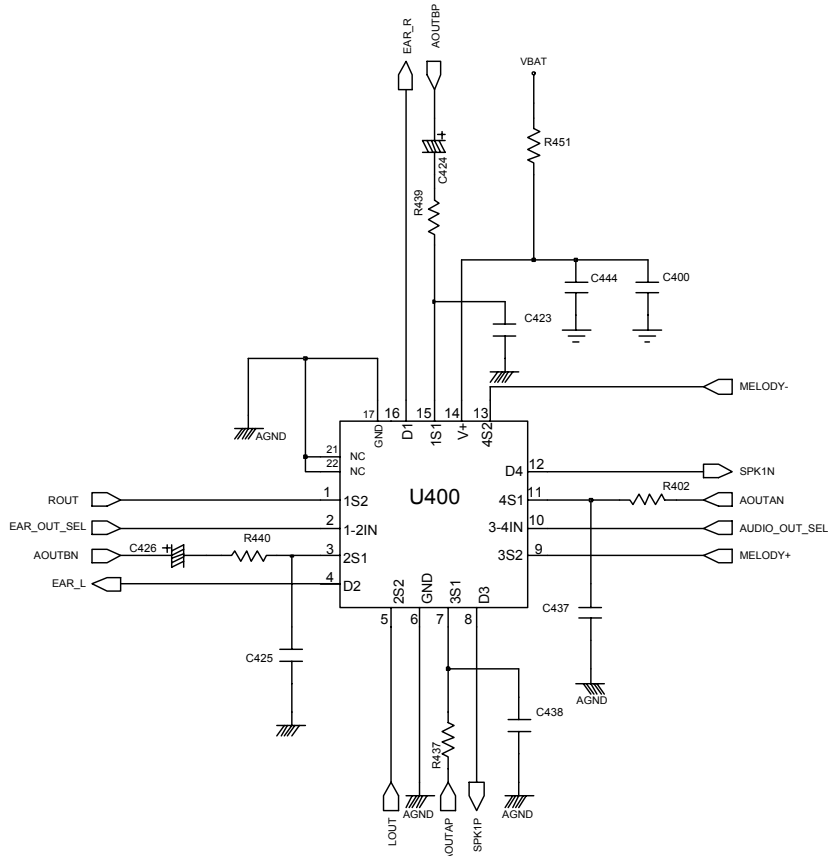 EAR_R
AOUTBP
VBAT
+
C424
R451
R439
C444
C400
C423
MELODY-
17
16
15
14
13
AGND
GND
D1
1S1
V+
4S2
21
NC
22
NC
D4
12
SPK1N
ROUT
1
1S2
U400
4S1
11
R402
AOUTAN
EAR_OUT_SEL
2
1-2IN
3-4IN
10
AUDIO_OUT_SEL
AOUTBN
C426
+
R440
3
2S1
3S2
9
MELODY+
EAR_L
4
D2
2S2
GND
3S1
D3
5
6
7
8
C437
C425
AGND
C438
R437
AGND
AGND
LOUT
AOUTAP
SPK1P